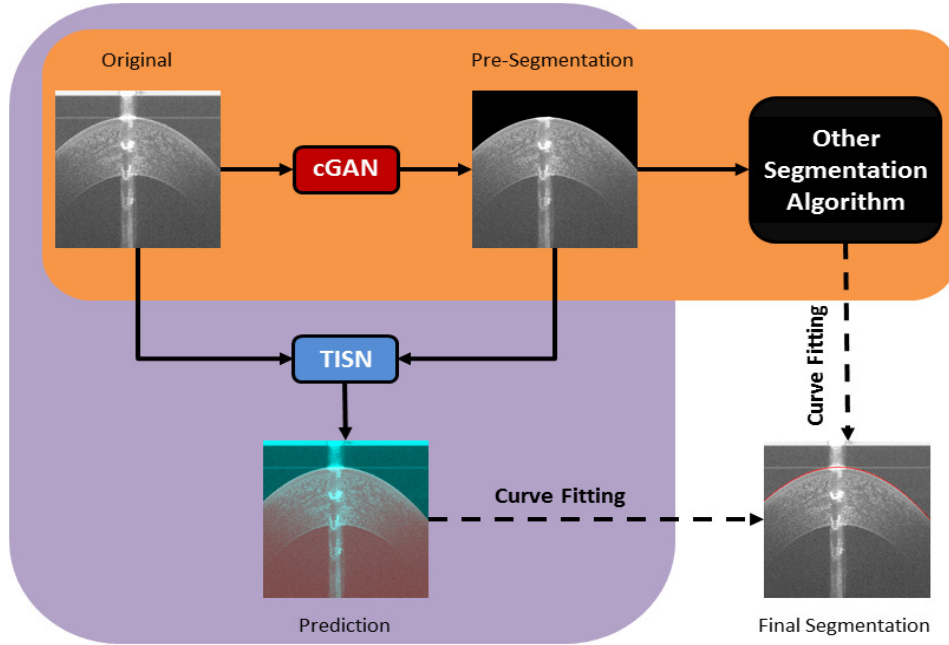 Original
Pre-Segmentation
cGAN
Other
Segmentation
Algorithm
TISN
Curve Fitting
Curve Fitting
Prediction
Final Segmentation